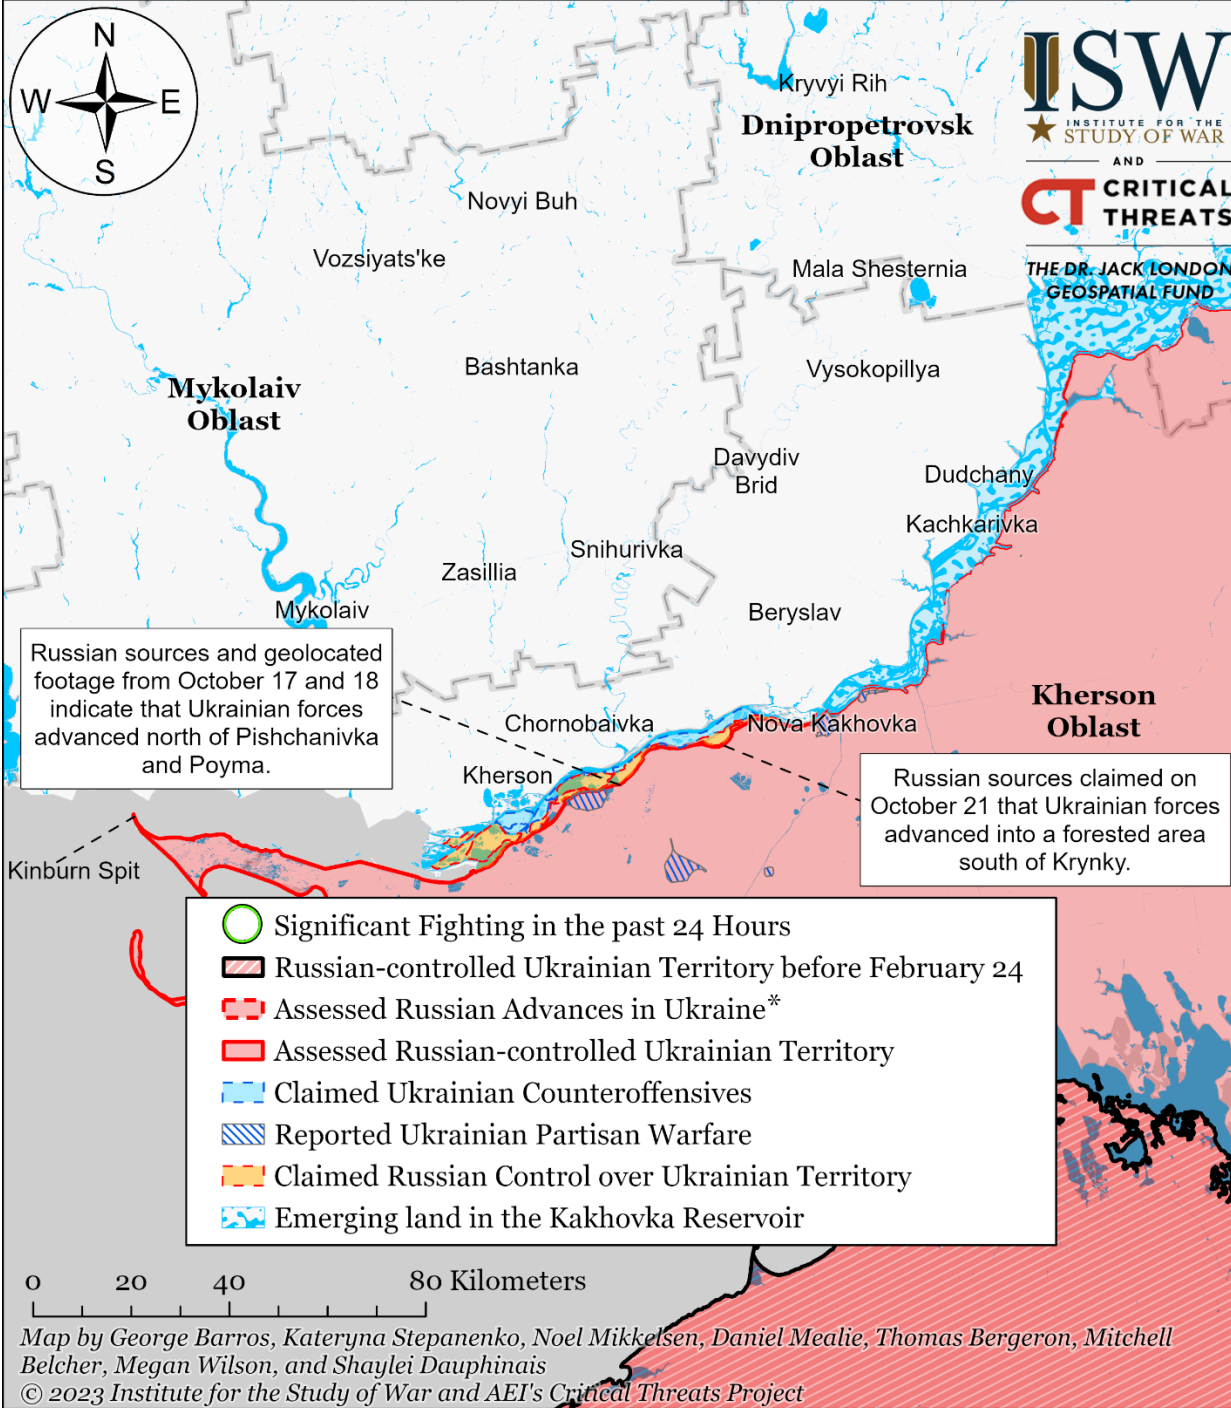 N
W
E
S
Kryvyi Rih
Dnipropetrovsk
Oblast
ISW
INSTITUTE FOR THE
STUDY OF WAR
AND
CT CRITICAL
THREATS
THE DR. JACK LONDON
GEOSPATIAL FUND
Novyi Buh
Vozsiyats'ke
Mala Shesternia
Bashtanka
Vysokopillya
Mykolaiv
Oblast
Davydiv
Brid
Dudchany
Kachkarivka
Snihurivka
Zasillia
Mykolaiv
Beryslav
Russian sources and geolocated
footage from October 17 and 18
indicate that Ukrainian forces
advanced north of Pishchanivka
and Poyma.
Kherson
Oblast
Chornobaivka
Nova Kakhovka
Kherson
Russian sources claimed on
October 21 that Ukrainian forces
advanced into a forested area
south of Krynky.
Kinburn Spit
Significant Fighting in the past 24 Hours
Russian-controlled Ukrainian Territory before February 24
Assessed Russian Advances in Ukraine*
Assessed Russian-controlled Ukrainian Territory
Claimed Ukrainian Counteroffensives
Reported Ukrainian Partisan Warfare
Claimed Russian Control over Ukrainian Territory
Emerging land in the Kakhovka Reservoir
0 20 40 80 Kilometers
Map by George Barros, Kateryna Stepanenko, Noel Mikkelsen, Daniel Mealie, Thomas Bergeron, Mitchell
Belcher, Megan Wilson, and Shaylei Dauphinais
© 2023 Institute for the Study of War and AEI's Critical Threats Project